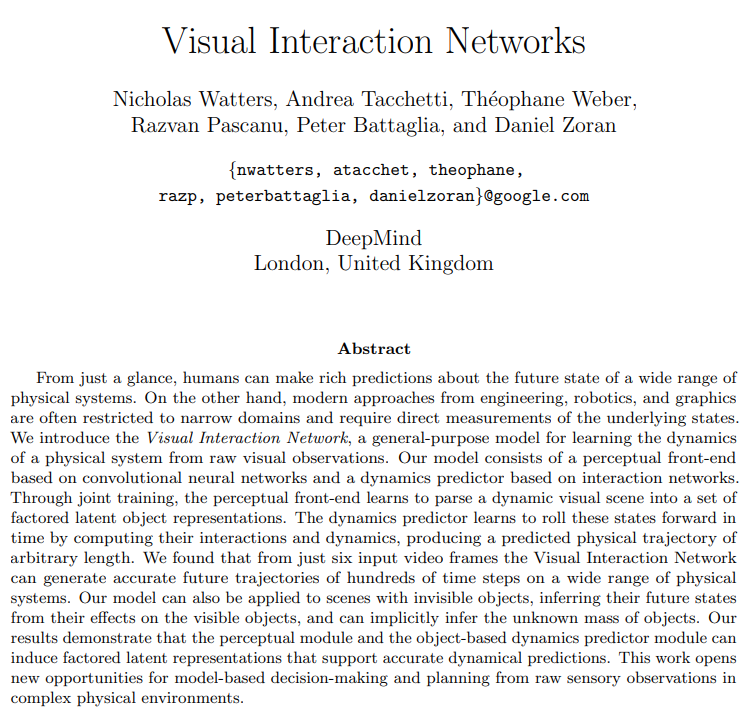 Visual Interaction Networks
Nicholas Watters, Andrea Tacchetti, Théophane Weber,
Razvan Pascanu, Peter Battaglia, and Daniel Zoran
{nwatters, atacchet, theophane,
razp, peterbattaglia, danielzoran}@google.com
DeepMind
London, United Kingdom
Abstract
From just a glance, humans can make rich predictions about the future state of a wide range of
physical systems. On the other hand, modern approaches from engineering, robotics, and graphics
are often restricted to narrow domains and require direct measurements of the underlying states.
We introduce the Visual Interaction Network, a general-purpose model for learning the dynamics
of a physical system from raw visual observations. Our model consists of a perceptual front-end
based on convolutional neural networks and a dynamics predictor based on interaction networks.
Through joint training, the perceptual front-end learns to parse a dynamic visual scene into a set of
factored latent object representations. The dynamics predictor learns to roll these states forward in
time by computing their interactions and dynamics, producing a predicted physical trajectory of
arbitrary length. We found that from just six input video frames the Visual Interaction Network
can generate accurate future trajectories of hundreds of time steps on a wide range of physical
systems. Our model can also be applied to scenes with invisible objects, inferring their future states
from their effects on the visible objects, and can implicitly infer the unknown mass of objects. Our
results demonstrate that the perceptual module and the object-based dynamics predictor module can
induce factored latent representations that support accurate dynamical predictions. This work opens
new opportunities for model-based decision-making and planning from raw sensory observations in
complex physical environments.